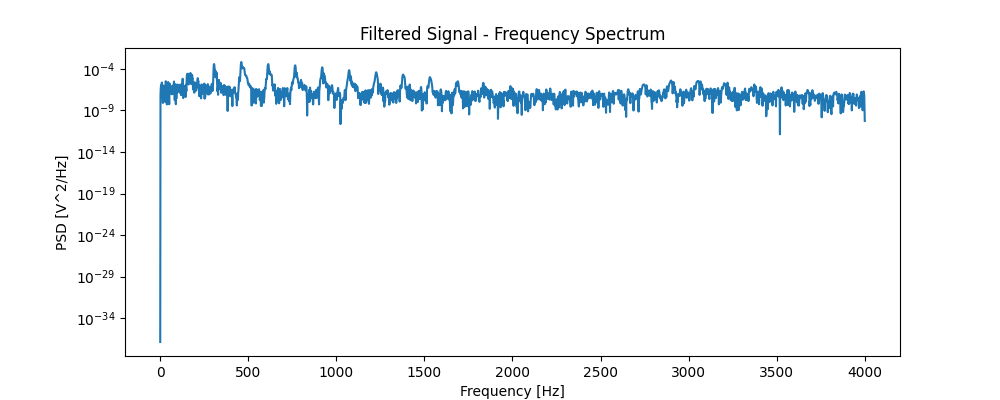 Filtered Signal - Frequency Spectrum
PSD [V^2/Hz]
10^-4
10^-9
10^-14
10^-19
10^-24
10^-29
10^-34
0 500 1000 1500 2000 2500 3000 3500 4000
Frequency [Hz]